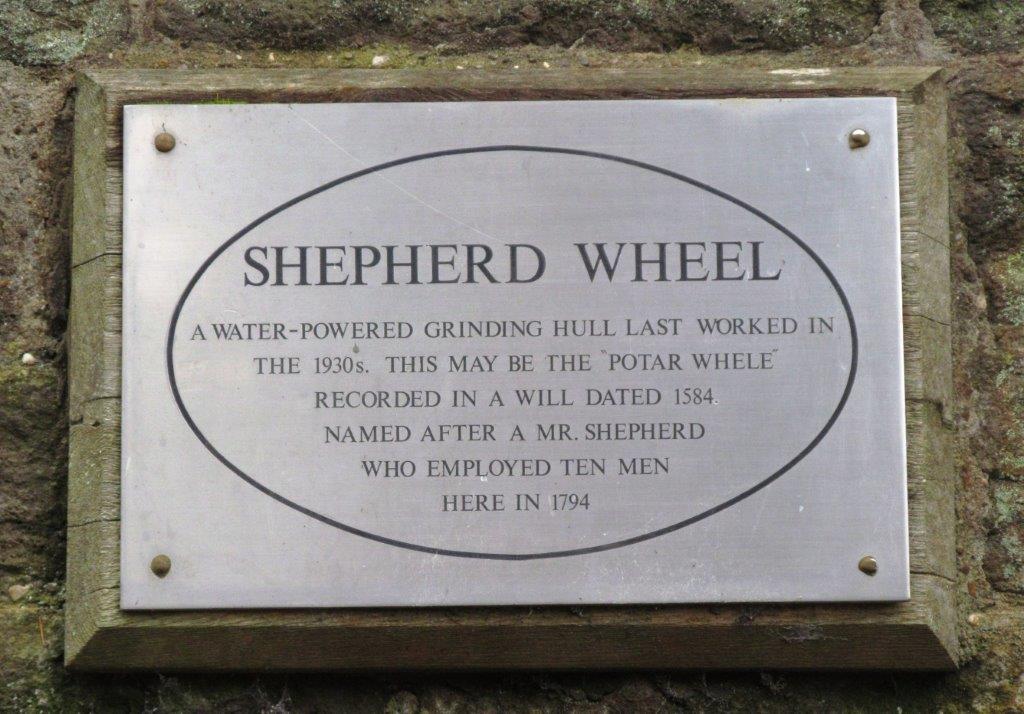 SHEPHERD WHEEL
A WATER-POWERED GRINDING HULL LAST WORKED IN
THE 1930s. THIS MAY BE THE "POTAR WHELE"
RECORDED IN A WILL DATED 1584.
NAMED AFTER A MR. SHEPHERD
WHO EMPLOYED TEN MEN
HERE IN 1794